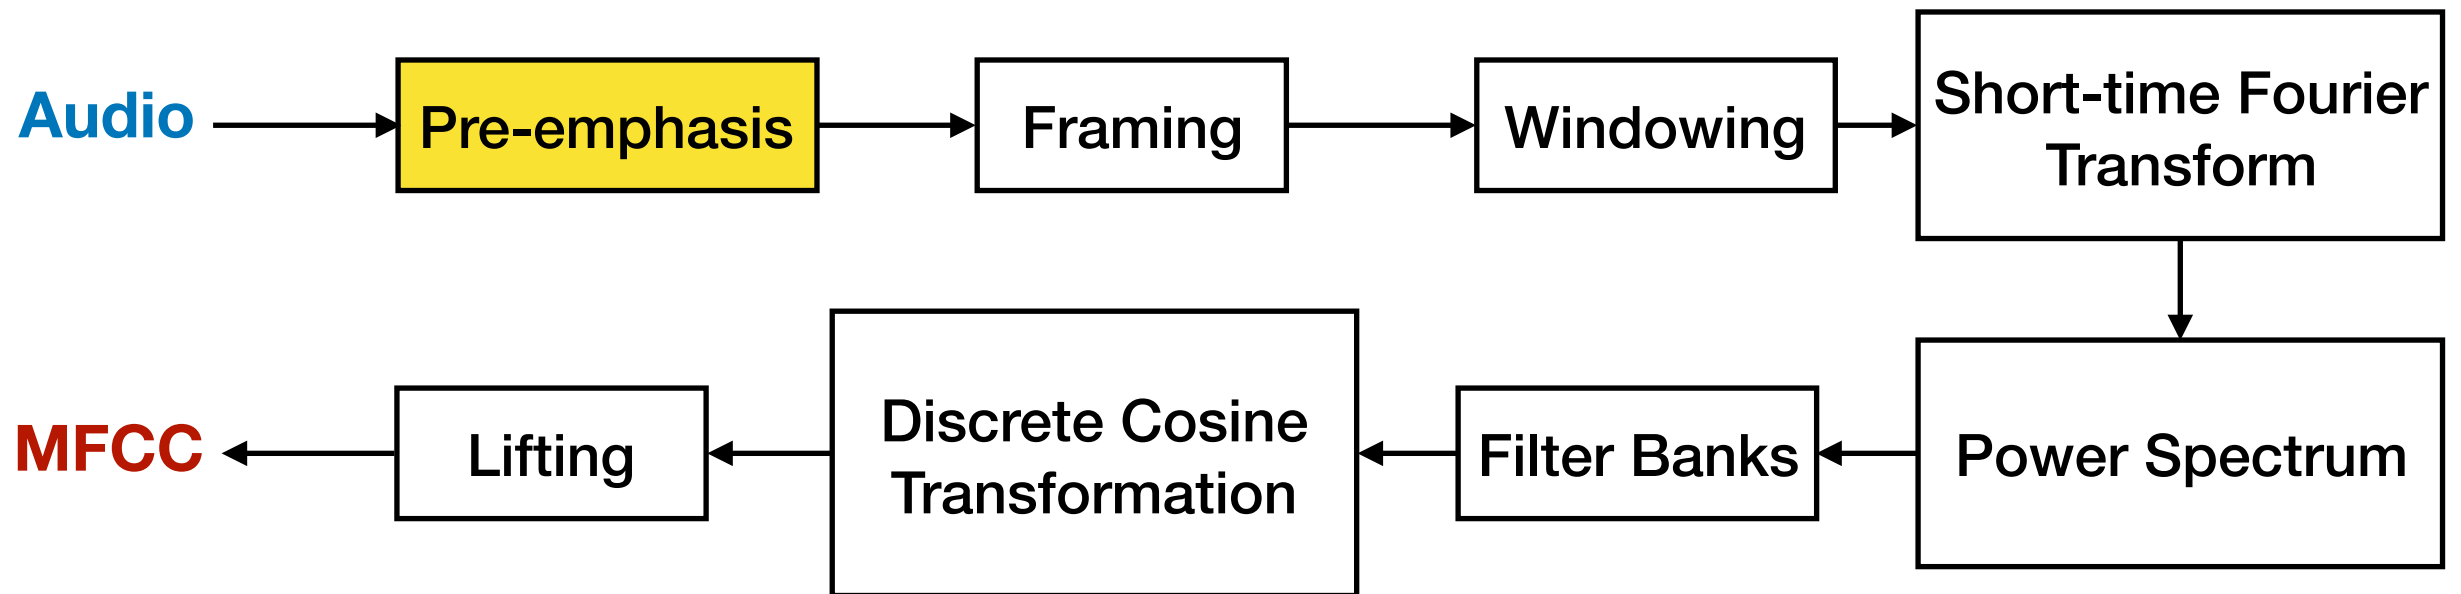 Audio
Pre-emphasis
Framing
Windowing
Short-time Fourier
Transform
Power Spectrum
Filter Banks
Discrete Cosine
Transformation
Lifting
MFCC